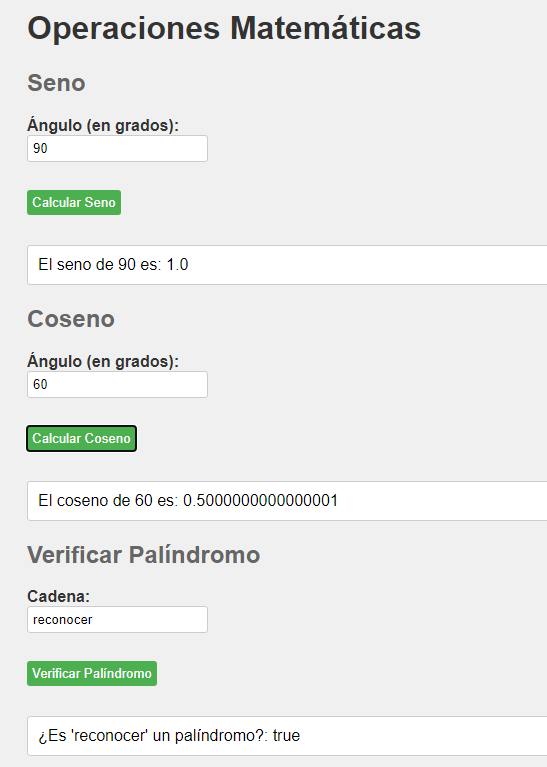 Operaciones Matemáticas
Seno
Ángulo (en grados):
90
Calcular Seno
El seno de 90 es: 1.0
Coseno
Ángulo (en grados):
60
Calcular Coseno
El coseno de 60 es: 0.5000000000000001
Verificar Palíndromo
Cadena:
reconocer
Verificar Palíndromo
¿Es 'reconocer' un palíndromo?: true